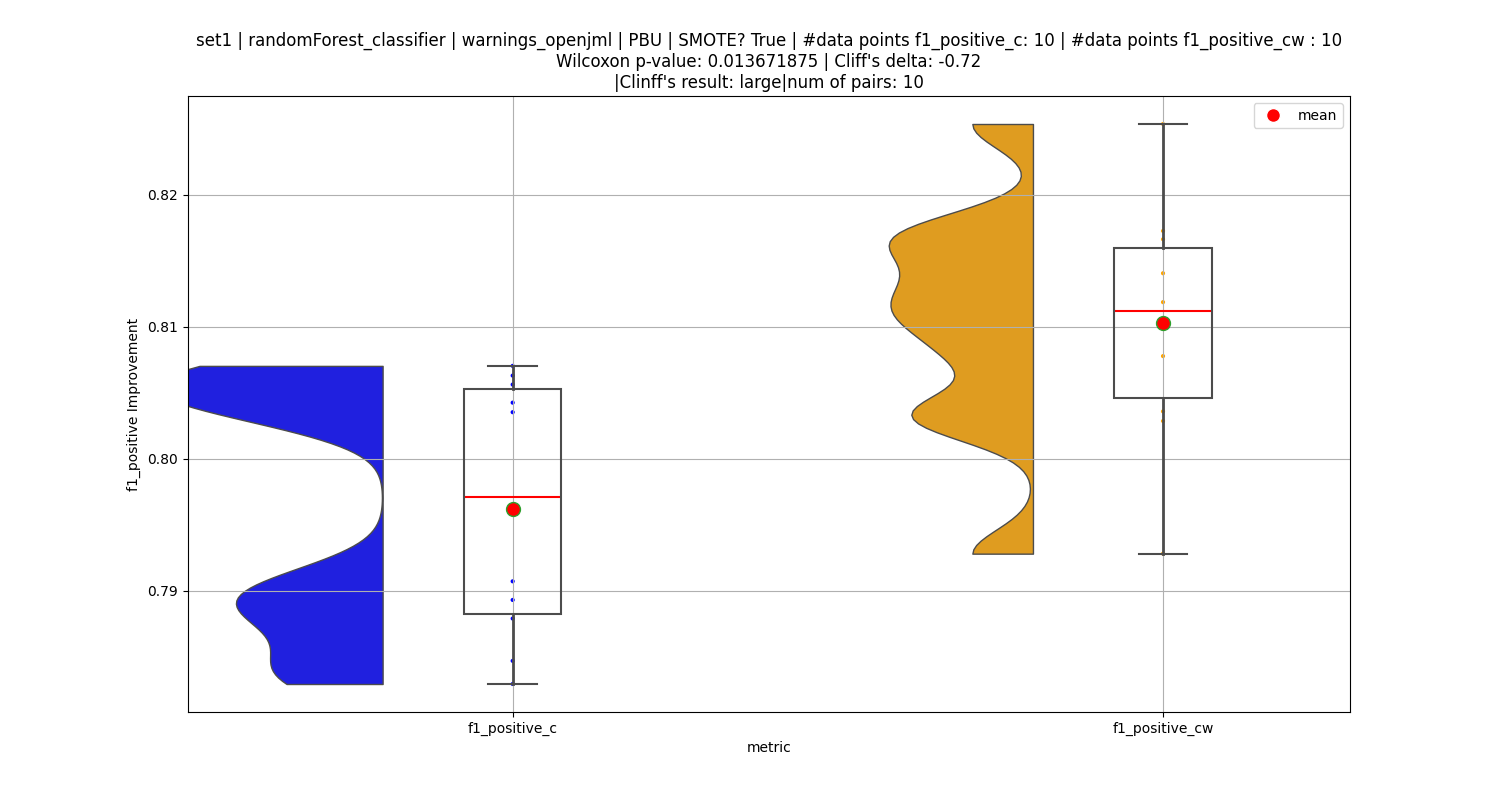 set1 | randomForest_classifier | warnings_openjml | PBU | SMOTE? True | #data points f1_positive_c: 10 | #data points f1_positive_cw : 10
Wilcoxon p-value: 0.013671875 | Cliff's delta: -0.72
|Clinff's result: large|num of pairs: 10
mean
0.82
0.81
0.80
0.79
f1_positive Improvement
f1_positive_c
f1_positive_cw
metric